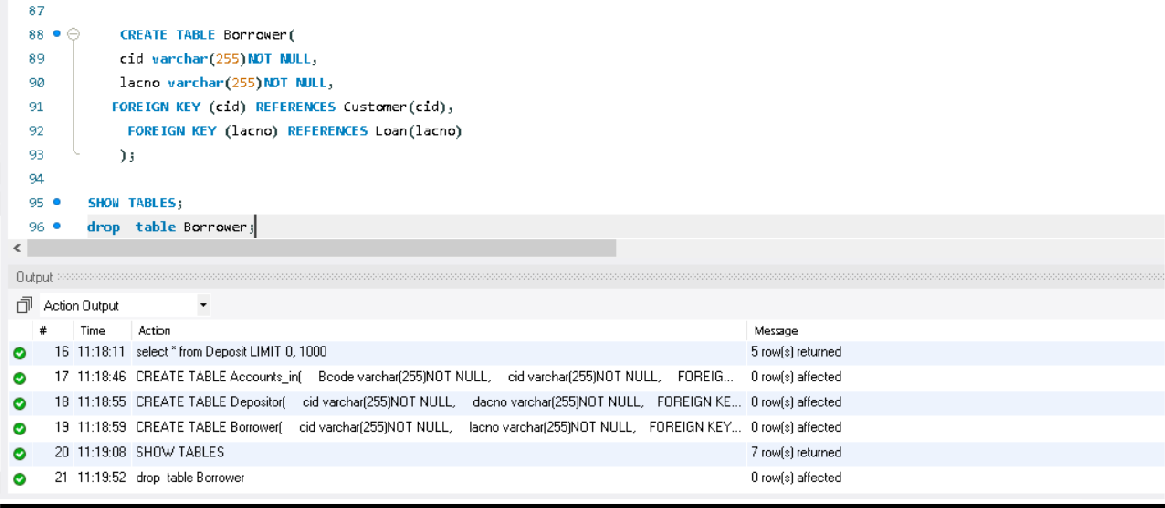 87
88 CREATE TABLE Borrower(
89 cid varchar(255)NOT NULL,
90 lacno varchar(255)NOT NULL,
91 FOREIGN KEY (cid) REFERENCES Customer(cid),
92 FOREIGN KEY (lacno) REFERENCES Loan(lacno)
93 );
94
95 SHOW TABLES;
96 drop table Borrower;
Output
Action Output
# Time Action Message
16 11:18:11 select * from Deposit LIMIT 0, 1000 5 row(s) returned
17 11:18:46 CREATE TABLE Accounts_in( Bcode varchar(255)NOT NULL, cid varchar(255)NOT NULL, FOREIG... 0 row(s) affected
18 11:18:55 CREATE TABLE Depositor( cid varchar(255)NOT NULL, dacno varchar(255)NOT NULL, FOREIGN KE... 0 row(s) affected
19 11:18:59 CREATE TABLE Borrower( cid varchar(255)NOT NULL, lacno varchar(255)NOT NULL, FOREIGN KEY... 0 row(s) affected
20 11:19:08 SHOW TABLES 7 row(s) returned
21 11:19:52 drop table Borrower 0 row(s) affected